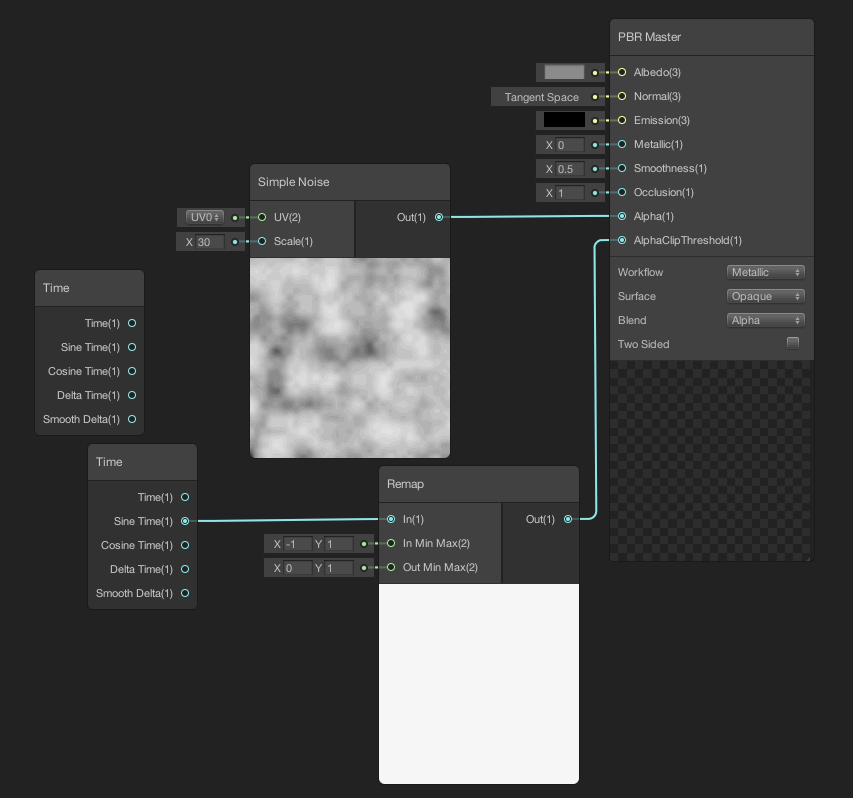 PBR Master
Albedo(3)
Tangent Space Normal(3)
Emission(3)
X 0 Metallic(1)
X 0.5 Smoothness(1)
X 1 Occlusion(1)
Alpha(1)
AlphaClipThreshold(1)
Workflow Metallic
Surface Opaque
Blend Alpha
Two Sided
Simple Noise
UV0 UV(2) Out(1)
X 30 Scale(1)
Time
Time(1)
Sine Time(1)
Cosine Time(1)
Delta Time(1)
Smooth Delta(1)
Time
Time(1)
Sine Time(1)
Cosine Time(1)
Delta Time(1)
Smooth Delta(1)
Remap
In(1) Out(1)
X -1 Y 1 In Min Max(2)
X 0 Y 1 Out Min Max(2)